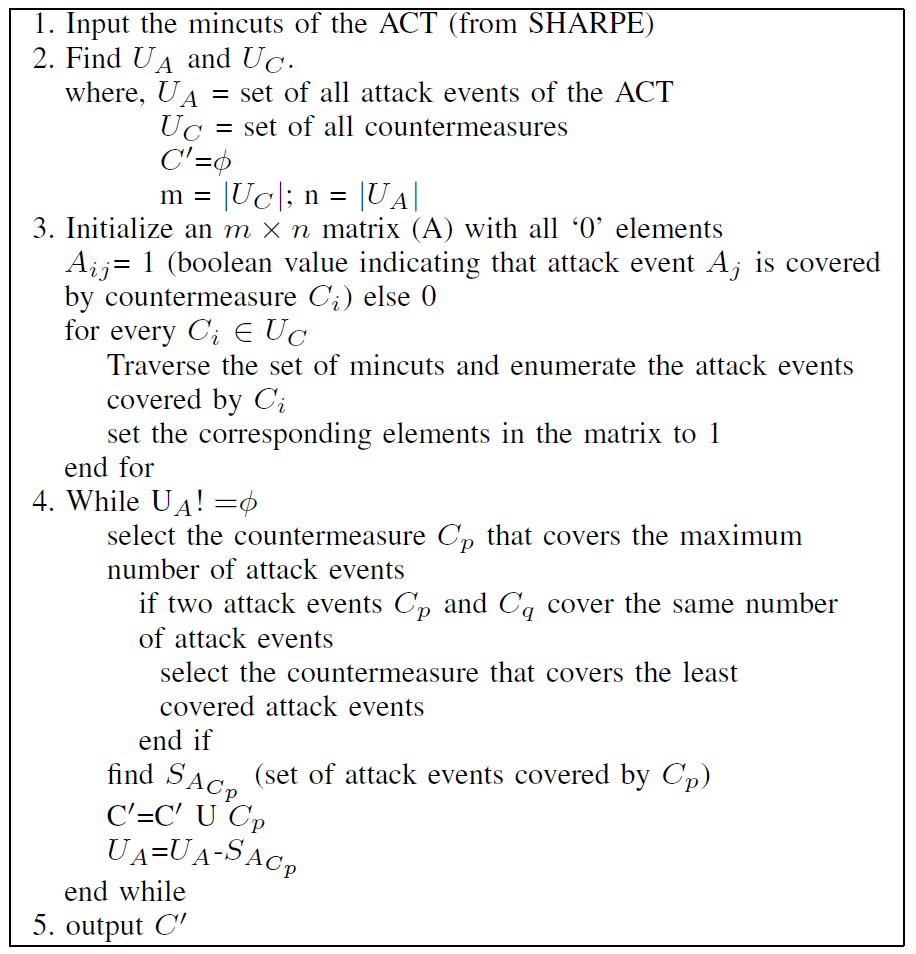 1. Input the mincuts of the ACT (from SHARPE)
2. Find U_A and U_C.
where, U_A = set of all attack events of the ACT
U_C = set of all countermeasures
C′=ϕ
m = |U_C|; n = |U_A|
3. Initialize an m × n matrix (A) with all ‘0’ elements
A_{ij}= 1 (boolean value indicating that attack event A_j is covered
by countermeasure C_i) else 0
for every C_i ∈ U_C
Traverse the set of mincuts and enumerate the attack events
covered by C_i
set the corresponding elements in the matrix to 1
end for
4. While U_A! =ϕ
select the countermeasure C_p that covers the maximum
number of attack events
if two attack events C_p and C_q cover the same number
of attack events
select the countermeasure that covers the least
covered attack events
end if
find S_{A_{C_p}} (set of attack events covered by C_p)
C′=C′ U C_p
U_A=U_A-S_{A_{C_p}}
end while
5. output C′